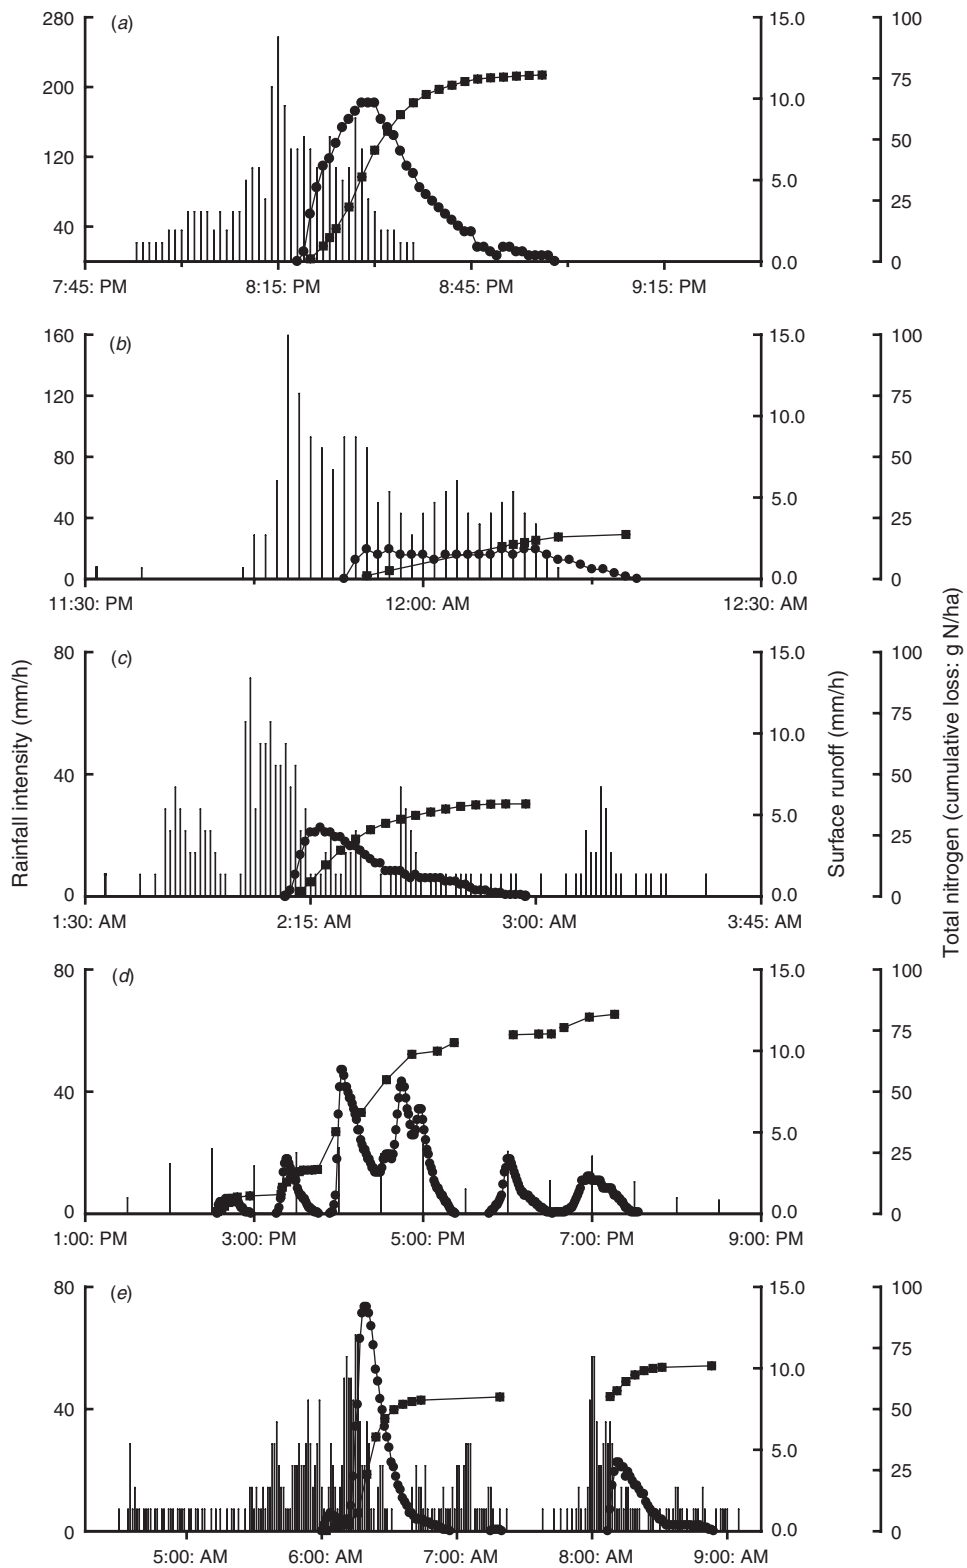 280 (a) 15.0 100
200 10.0 75
120 5.0 50
40 25
0.0 0
7:45: PM 8:15: PM 8:45: PM 9:15: PM
160 (b) 15.0 100
120 10.0 75
80 50
40 5.0 25
0 0.0 0
11:30: PM 12:00: AM 12:30: AM
80 (c) 15.0 100
10.0 75
40 50
5.0 25
0 0.0 0
1:30: AM 2:15: AM 3:00: AM 3:45: AM
80 (d) 15.0 100
10.0 75
40 50
5.0 25
0 0.0 0
1:00: PM 3:00: PM 5:00: PM 7:00: PM 9:00: PM
80 (e) 15.0 100
10.0 75
40 50
5.0 25
0 0.0 0
5:00: AM 6:00: AM 7:00: AM 8:00: AM 9:00: AM
Rainfall intensity (mm/h)
Surface runoff (mm/h)
Total nitrogen (cumulative loss: g N/ha)